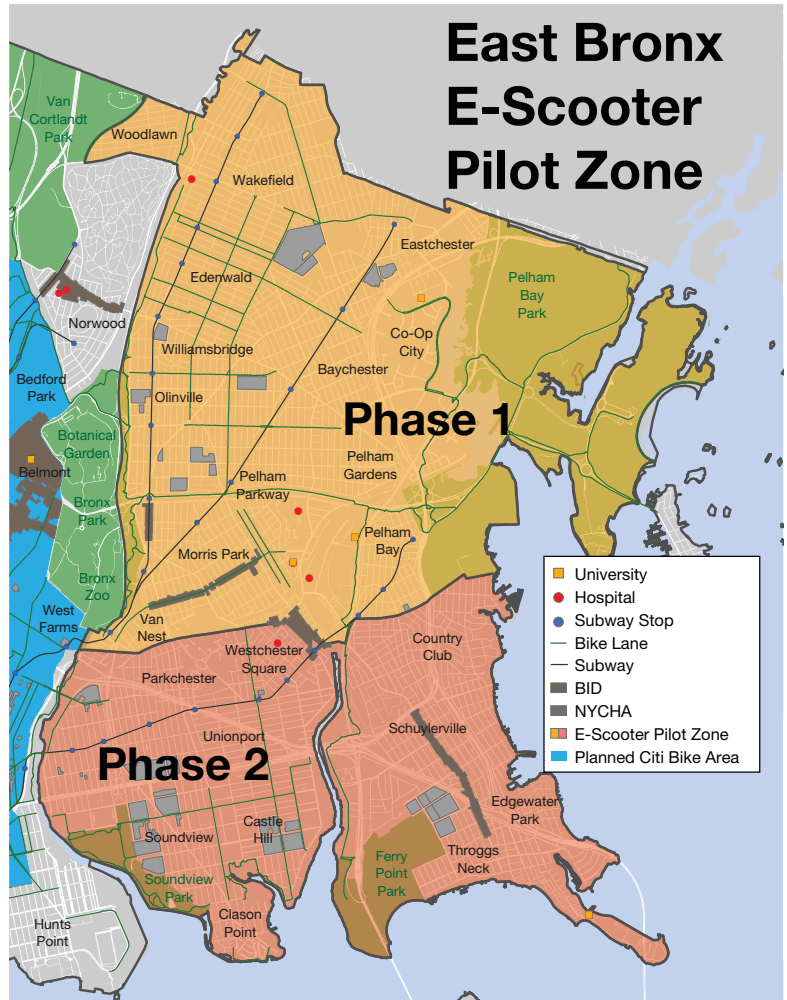 East Bronx
E-Scooter
Pilot Zone
Van
Cortlandt
Park
Woodlawn
Wakefield
Eastchester
Edenwald
Pelham
Bay
Park
Norwood
Co-Op
City
Williamsbridge
Baychester
Bedford
Park
Olinville
Phase 1
Botanical
Garden
Belmont
Pelham
Gardens
Pelham
Parkway
Bronx
Park
Pelham
Bay
Morris Park
Bronx
Zoo
West
Farms
Van
Nest
University
Hospital
Subway Stop
Bike Lane
Subway
BID
NYCHA
E-Scooter Pilot Zone
Planned Citi Bike Area
Country
Club
Westchester
Square
Parkchester
Schuylerville
Unionport
Phase 2
Edgewater
Park
Soundview
Castle
Hill
Throggs
Neck
Ferry
Point
Park
Soundview
Park
Clason
Point
Hunts
Point